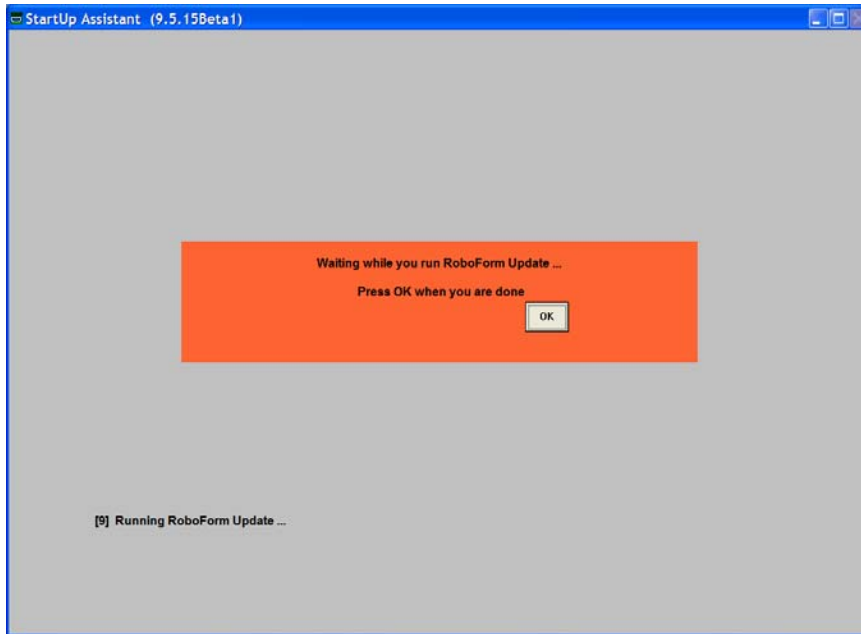 StartUp Assistant (9.5.15Beta1)
Waiting while you run RoboForm Update ...
Press OK when you are done
OK
[9] Running RoboForm Update ...